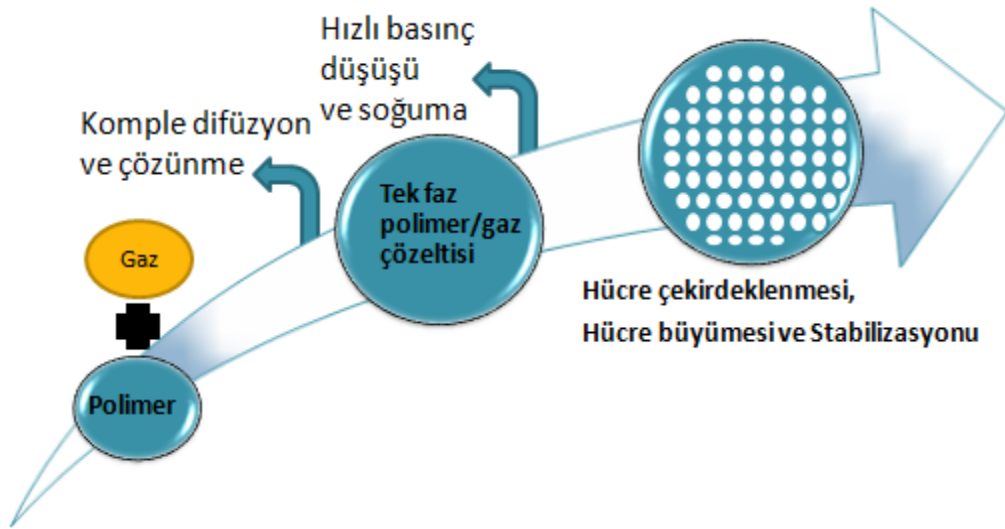 Hızlı basınç
düşüşü
ve soğuma
Komple difüzyon
ve çözünme
Tek faz
polimer/gaz
çözeltisi
Gaz
Polimer
Hücre çekirdeklenmesi,
Hücre büyümesi ve Stabilizasyonu